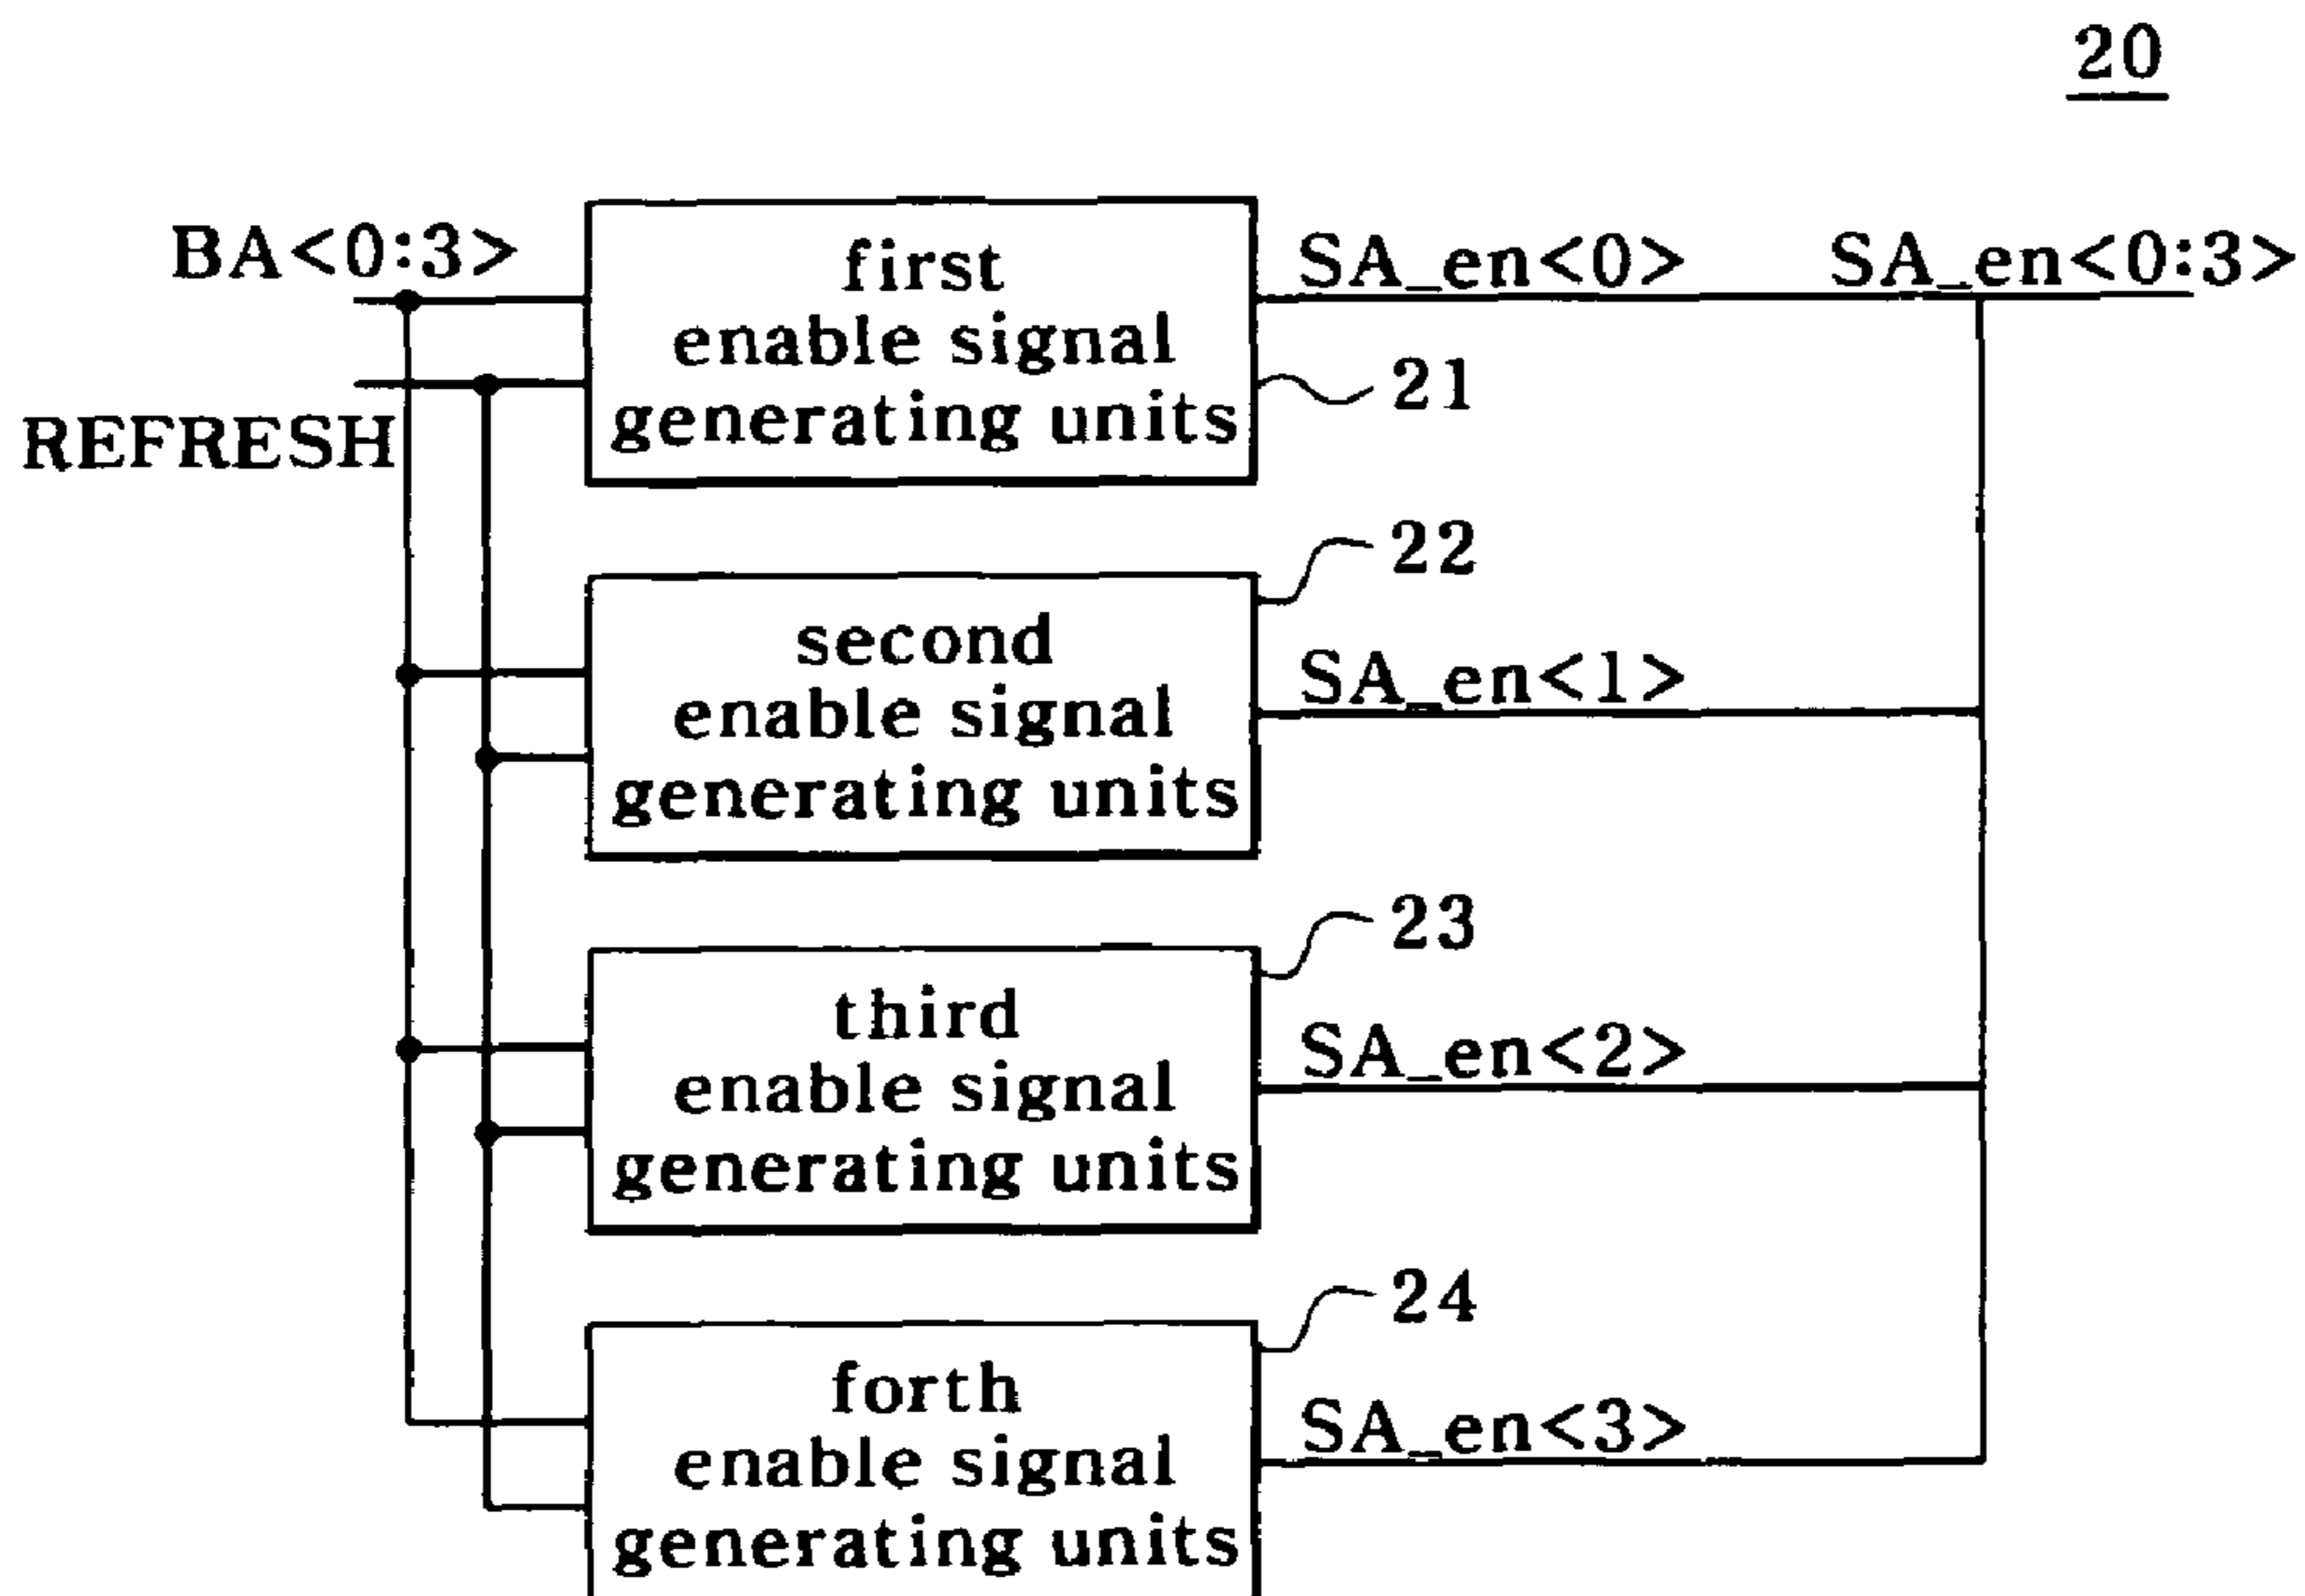 20
BA<0:3>
REFRESH
first
enable signal
generating units
SA_en<0>
SA_en<0:3>
21
22
second
enable signal
generating units
SA_en<1>
23
third
enable signal
generating units
SA_en<2>
24
forth
enable signal
generating units
SA_en<3>